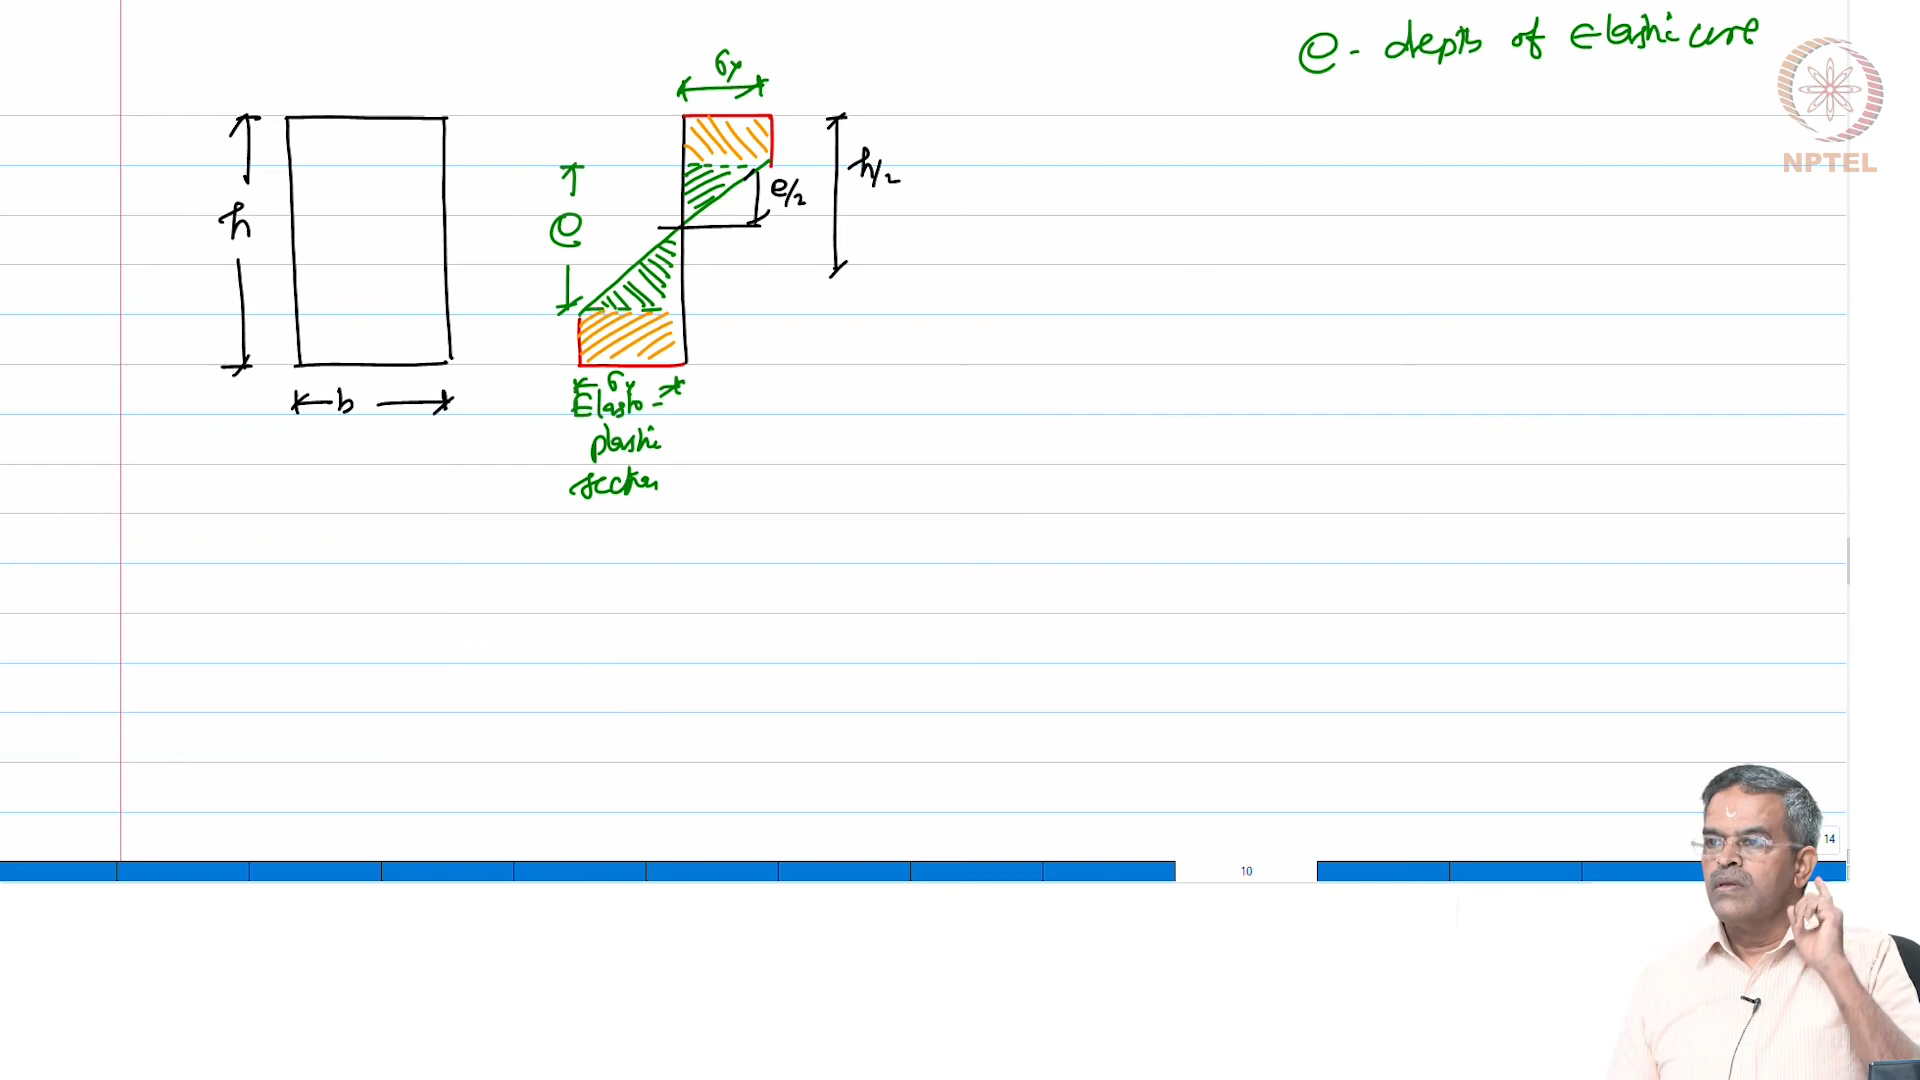 e - depth of Elastic core
NPTEL
σy
h/2
e/2
e
h
b
σy
Elasto -
plastic
section
14
10